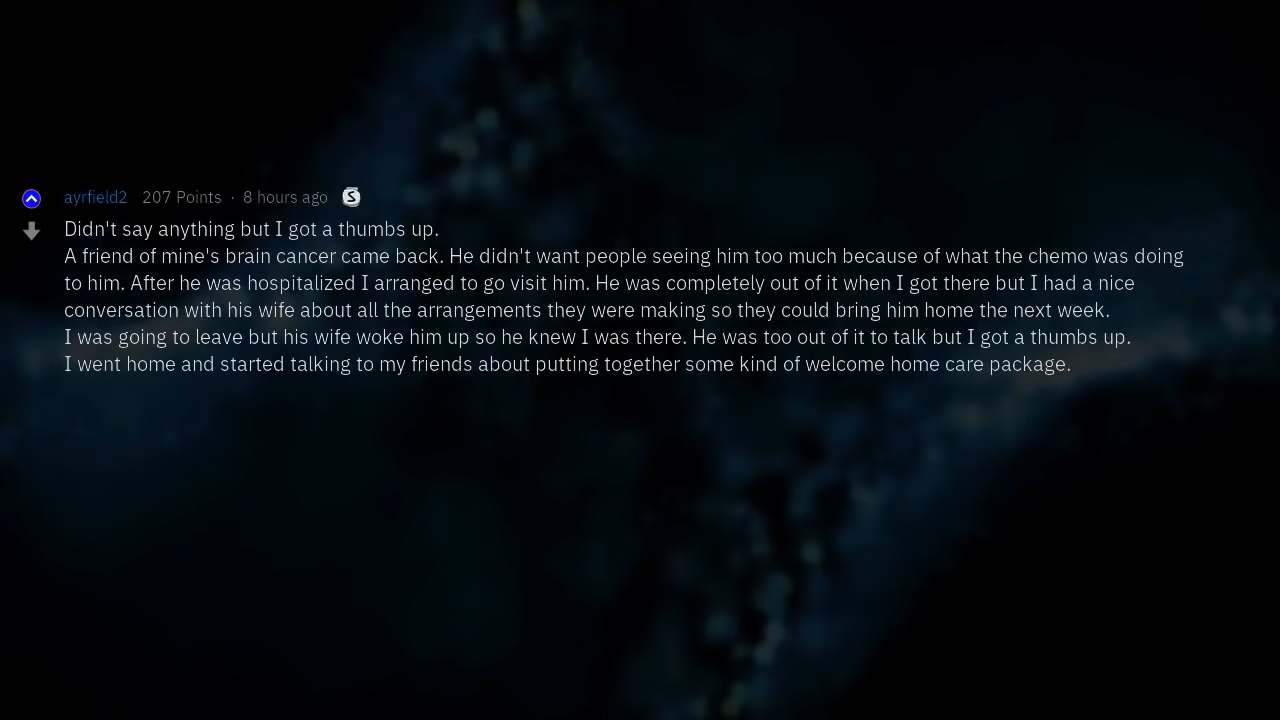 ayrfield2 207 Points · 8 hours ago S
Didn't say anything but I got a thumbs up.
A friend of mine's brain cancer came back. He didn't want people seeing him too much because of what the chemo was doing
to him. After he was hospitalized I arranged to go visit him. He was completely out of it when I got there but I had a nice
conversation with his wife about all the arrangements they were making so they could bring him home the next week.
I was going to leave but his wife woke him up so he knew I was there. He was too out of it to talk but I got a thumbs up.
I went home and started talking to my friends about putting together some kind of welcome home care package.